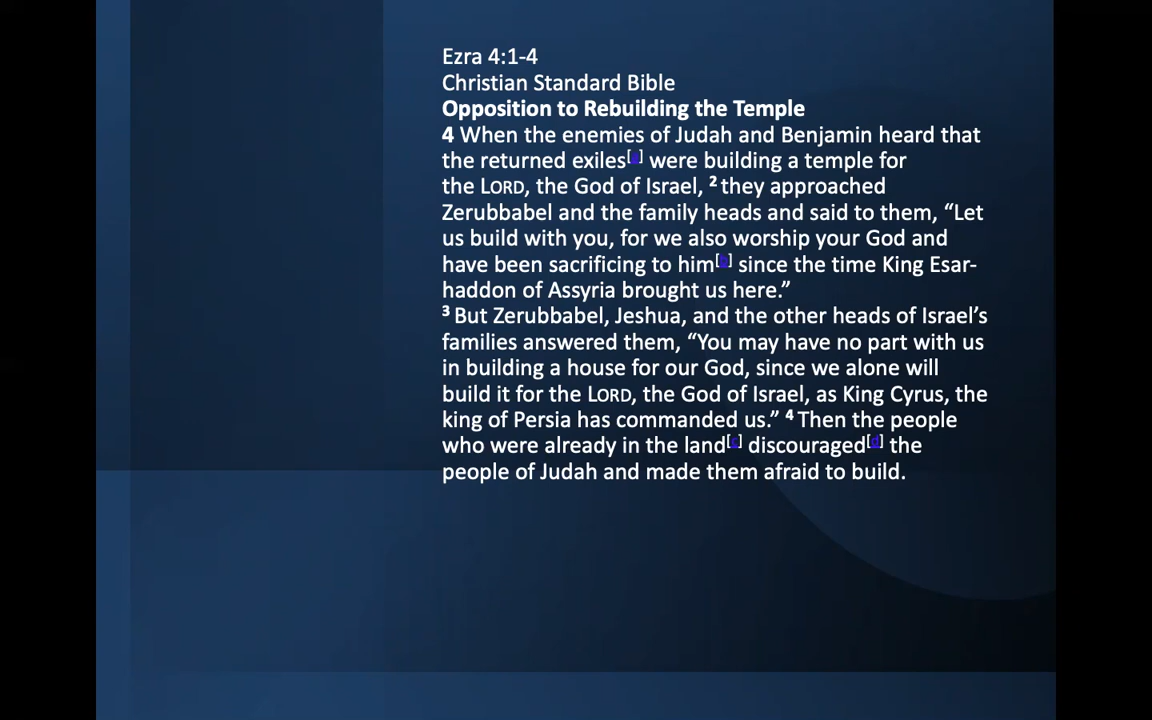 Ezra 4:1-4
Christian Standard Bible
Opposition to Rebuilding the Temple
4 When the enemies of Judah and Benjamin heard that
the returned exiles[a] were building a temple for
the LORD, the God of Israel, 2 they approached
Zerubbabel and the family heads and said to them, “Let
us build with you, for we also worship your God and
have been sacrificing to him[b] since the time King Esar-
haddon of Assyria brought us here.”
3 But Zerubbabel, Jeshua, and the other heads of Israel’s
families answered them, “You may have no part with us
in building a house for our God, since we alone will
build it for the LORD, the God of Israel, as King Cyrus, the
king of Persia has commanded us.” 4 Then the people
who were already in the land[c] discouraged[d] the
people of Judah and made them afraid to build.